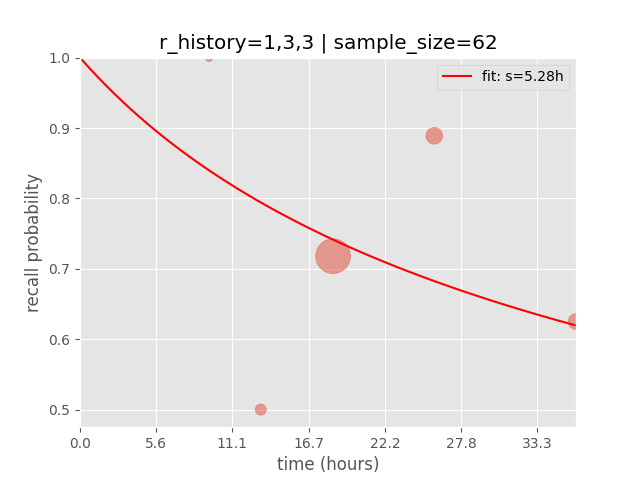 r_history=1,3,3 | sample_size=62
fit: s=5.28h
recall probability
1.0
0.9
0.8
0.7
0.6
0.5
0.0 5.6 11.1 16.7 22.2 27.8 33.3
time (hours)